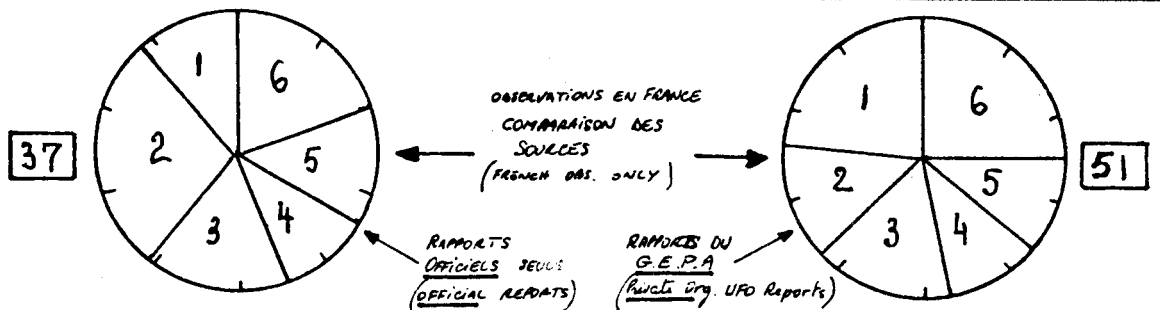 1
6
2
5
3
4
37
OBSERVATIONS EN FRANCE
COMPARAISON DES
SOURCES
(FRENCH OBS. ONLY)
RAPPORTS
OFFICIELS SEULS
(OFFICIAL REPORTS)
RAPPORTS DU
G.E.P.A
(Private Org. UFO Reports)
1
6
2
5
3
4
51